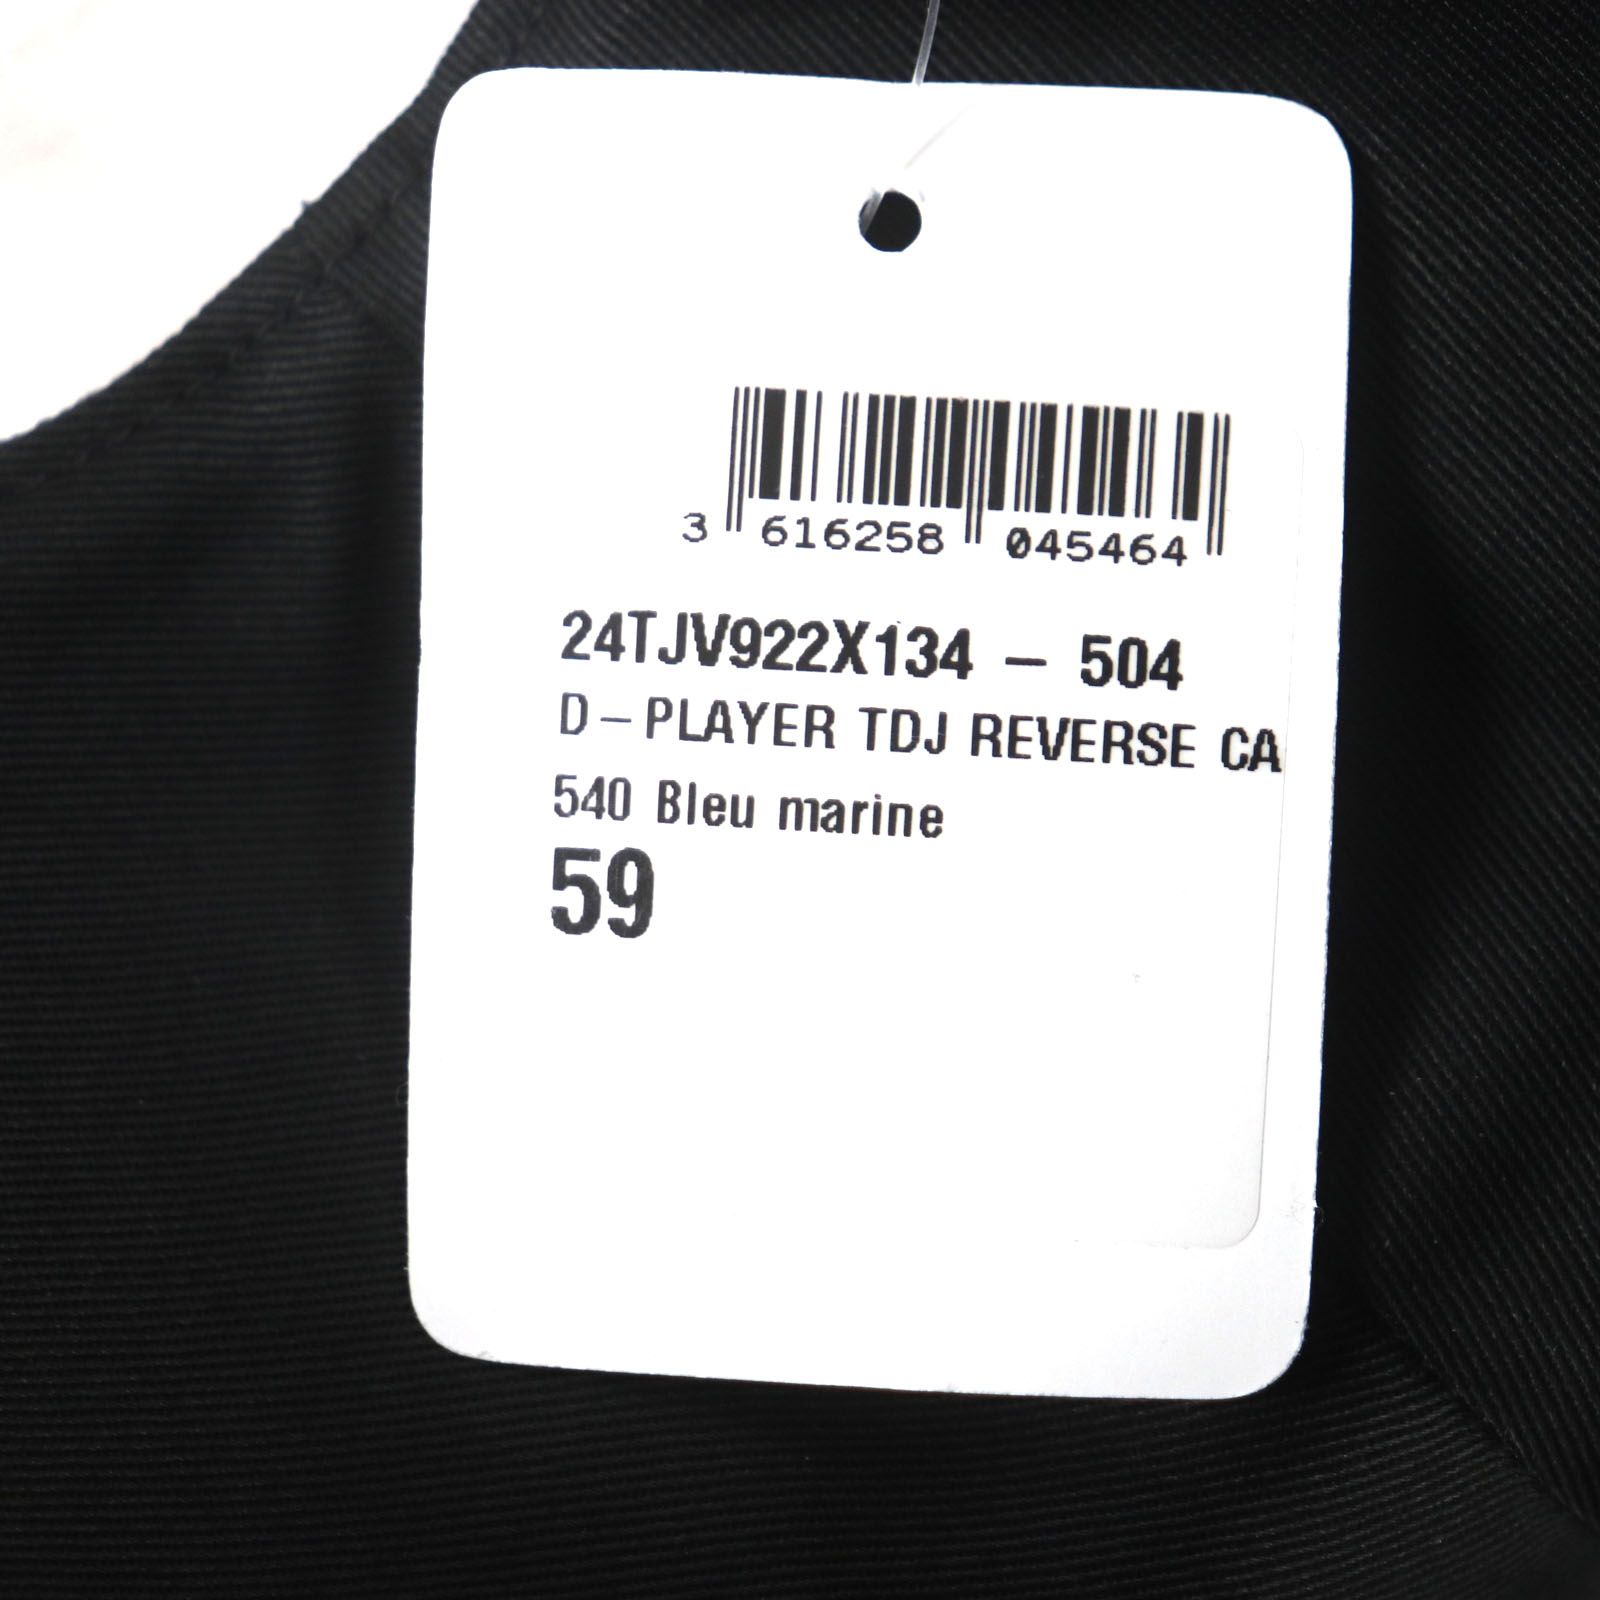 3 616258 045464
24TJV922X134 - 504
D-PLAYER TDJ REVERSE CA
540 Bleu marine
59